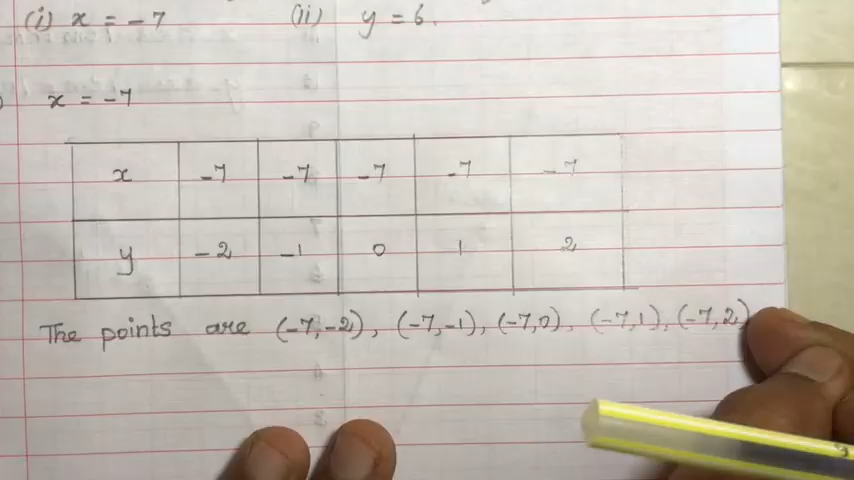 (i) x = -7 (ii) y = 6.
x = -7
x -7 -7 -7 -7 -7
y -2 -1 0 1 2
The points are (-7,-2), (-7,-1), (-7,0), (-7,1), (-7,2)